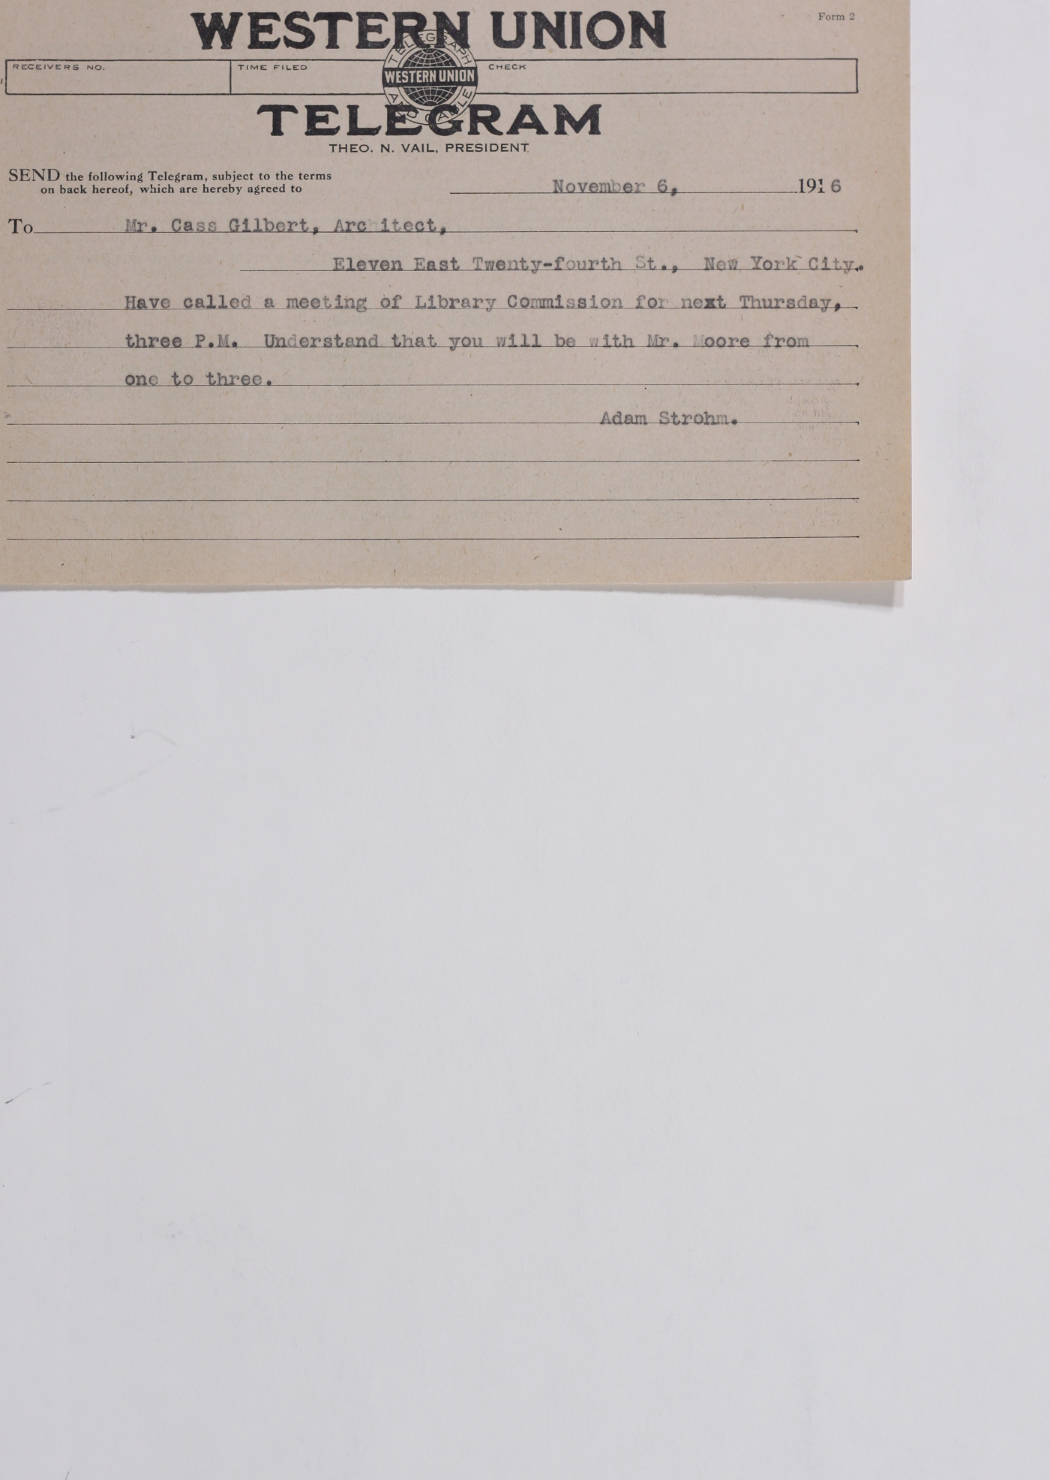 WESTERN UNION
Form 2
RECEIVERS NO.
TIME FILED
TELEGRAPH AND CABLE
WESTERN UNION
CHECK
TELEGRAM
THEO. N. VAIL, PRESIDENT
SEND the following Telegram, subject to the terms
on back hereof, which are hereby agreed to
November 6, 1916
To Mr. Cass Gilbert, Arc itect,
Eleven East Twenty-fourth St., New York City.
Have called a meeting of Library Commission for next Thursday,
three P.M. Understand that you will be with Mr. Moore from
one to three.
Adam Strohm.